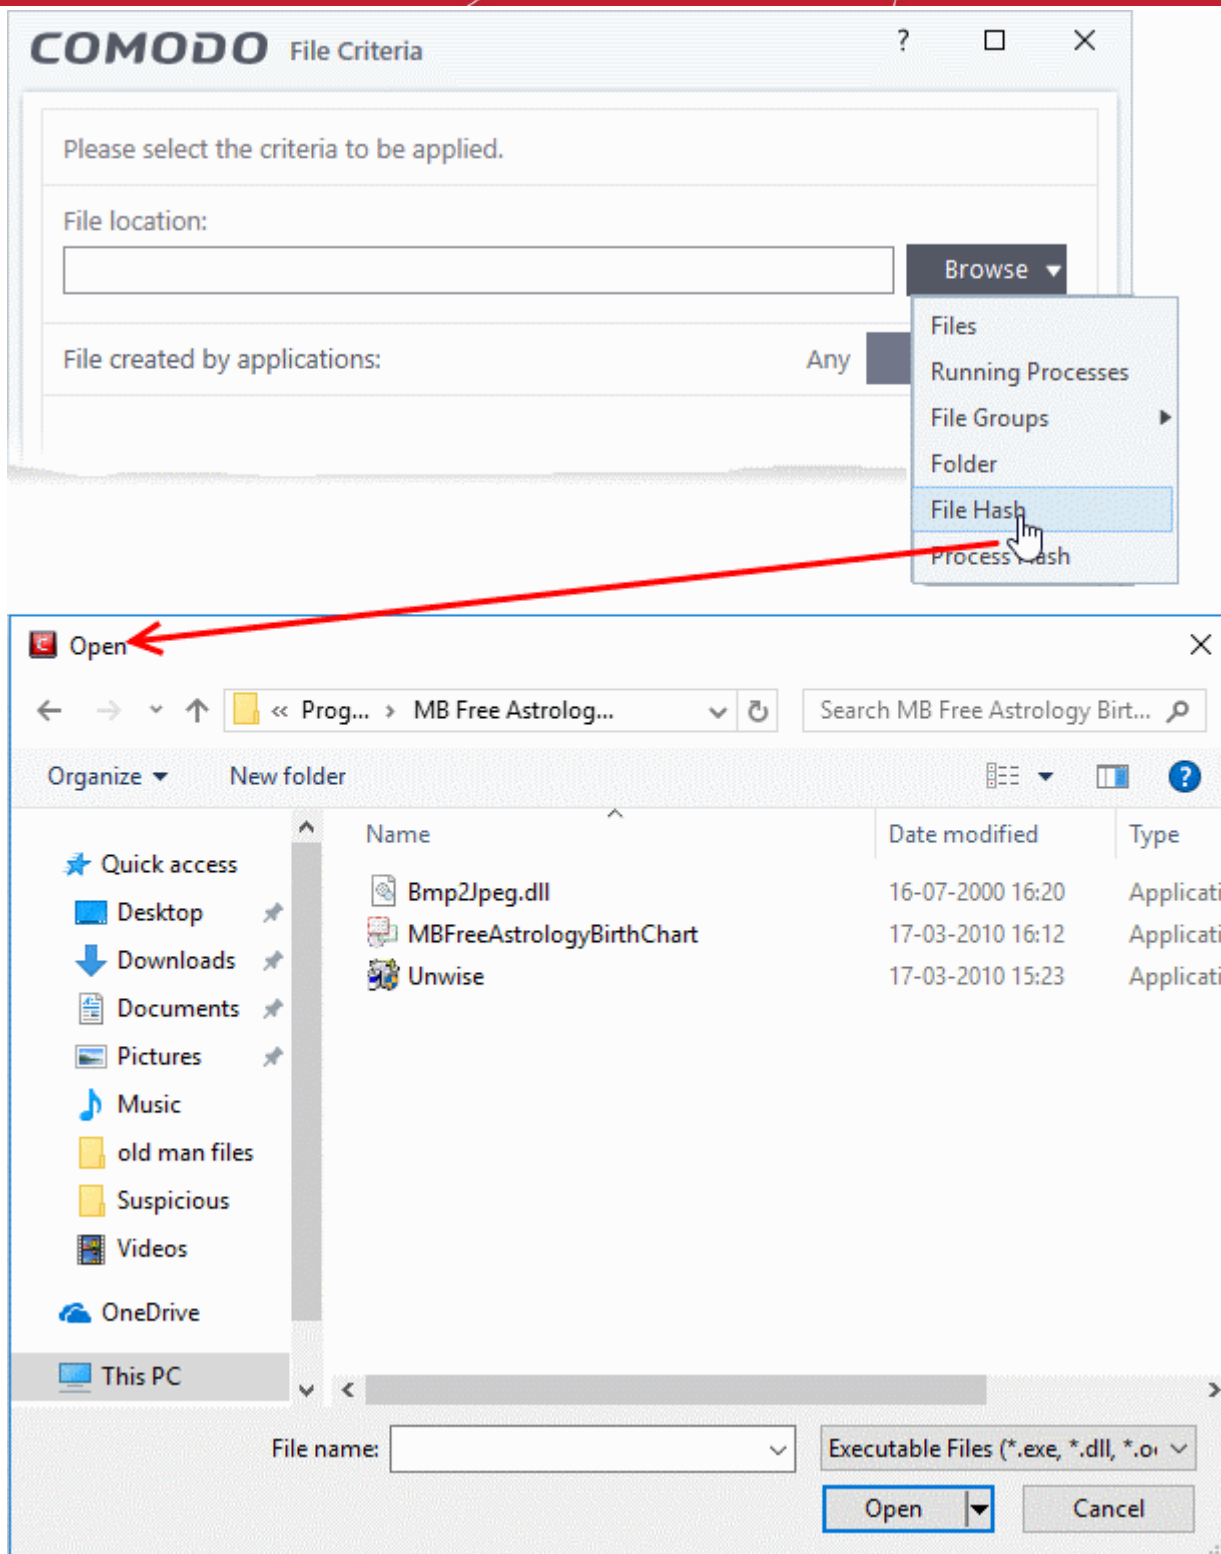 COMODO File Criteria ?
Please select the criteria to be applied.
File location:
Browse
File created by applications: Any
Files
Running Processes
File Groups
Folder
File Hash
Process Hash
Open
« Prog... › MB Free Astrolog...
Search MB Free Astrology Birt...
Organize
New folder
?
Name
Date modified
Type
Quick access
Desktop
Downloads
Documents
Pictures
Music
old man files
Suspicious
Videos
OneDrive
This PC
Bmp2Jpeg.dll 16-07-2000 16:20 Applicati
MBFreeAstrologyBirthChart 17-03-2010 16:12 Applicati
Unwise 17-03-2010 15:23 Applicati
File name:
Executable Files (*.exe, *.dll, *.o
Open
Cancel